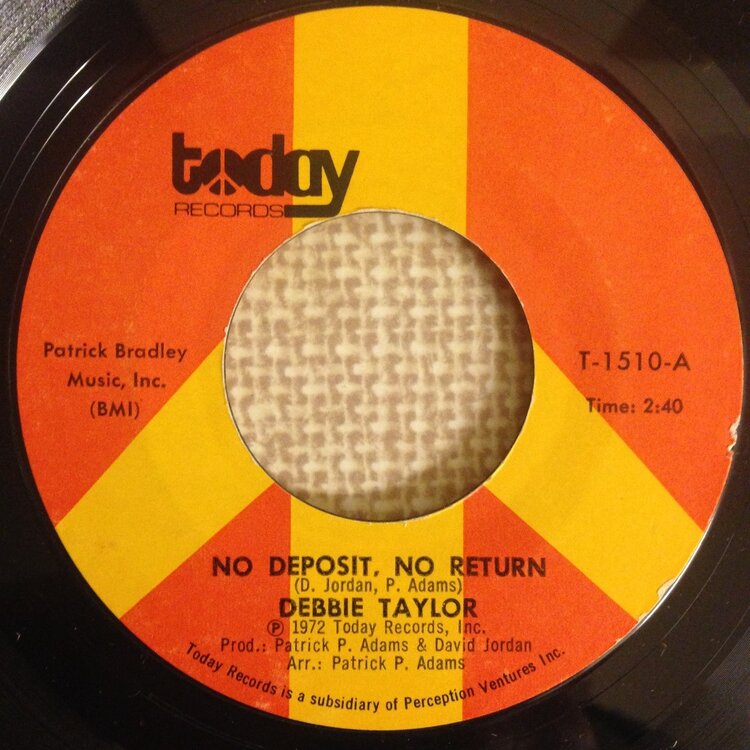 today
RECORDS
Patrick Bradley
Music, Inc.
(BMI)
T-1510-A
Time: 2:40
NO DEPOSIT, NO RETURN
(D. Jordan, P. Adams)
DEBBIE TAYLOR
Ⓟ 1972 Today Records, Inc.
Prod.: Patrick P. Adams & David Jordan
Arr.: Patrick P. Adams
Today Records is a subsidiary of Perception Ventures Inc.